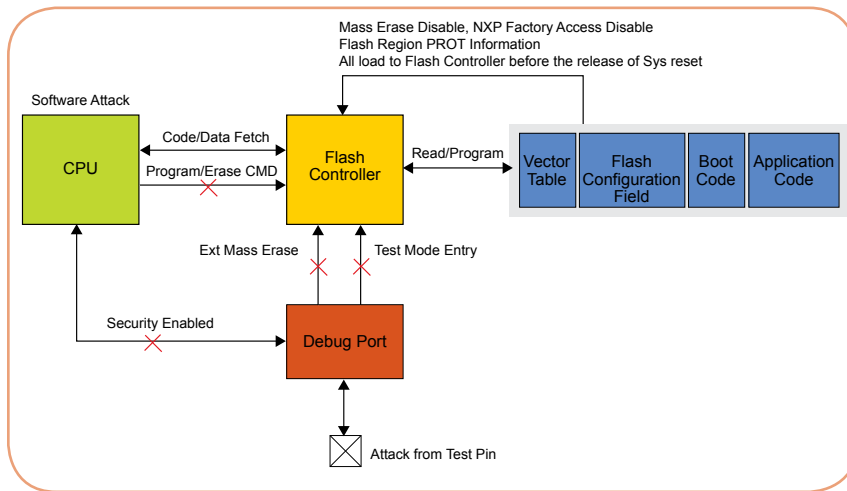 Mass Erase Disable, NXP Factory Access Disable
Flash Region PROT Information
All load to Flash Controller before the release of Sys reset
Software Attack
CPU
Code/Data Fetch
Program/Erase CMD
Flash
Controller
Read/Program
Vector
Table
Flash
Configuration
Field
Boot
Code
Application
Code
Ext Mass Erase
Test Mode Entry
Security Enabled
Debug Port
Attack from Test Pin